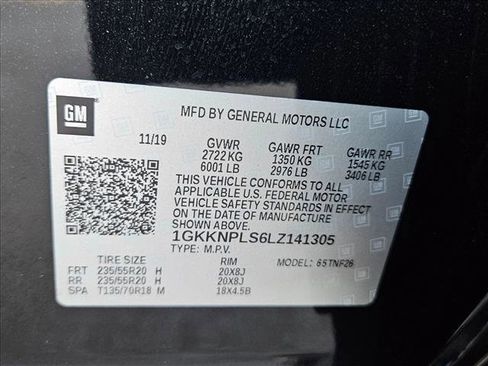 GM
MFD BY GENERAL MOTORS LLC
11/19 GVWR GAWR FRT GAWR RR
2722 KG 1350 KG 1545 KG
6001 LB 2976 LB 3406 LB
THIS VEHICLE CONFORMS TO ALL
APPLICABLE U.S. FEDERAL MOTOR
VEHICLE SAFETY STANDARDS IN EFFECT
ON THE DATE OF MANUFACTURE
SHOWN ABOVE.
1GKKNPLS6LZ141305
TYPE: M.P.V.
TIRE SIZE RIM MODEL: 6STNF26
FRT 235/55R20 H 20X8J
RR 235/55R20 H 20X8J
SPA T135/70R18 M 18X4.5B